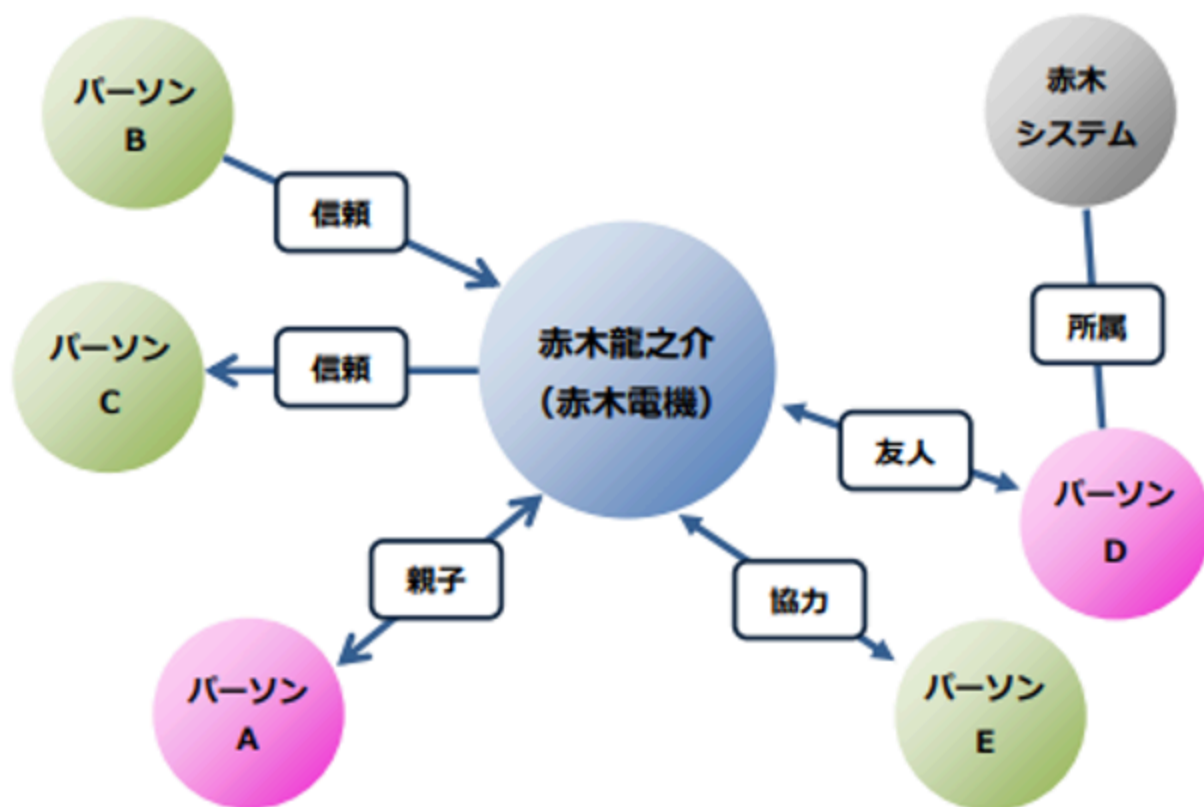 パーソン
B
赤木
システム
信頼
所属
パーソン
C
信頼
赤木龍之介
（赤木電機）
友人
パーソン
D
親子
協力
パーソン
A
パーソン
E